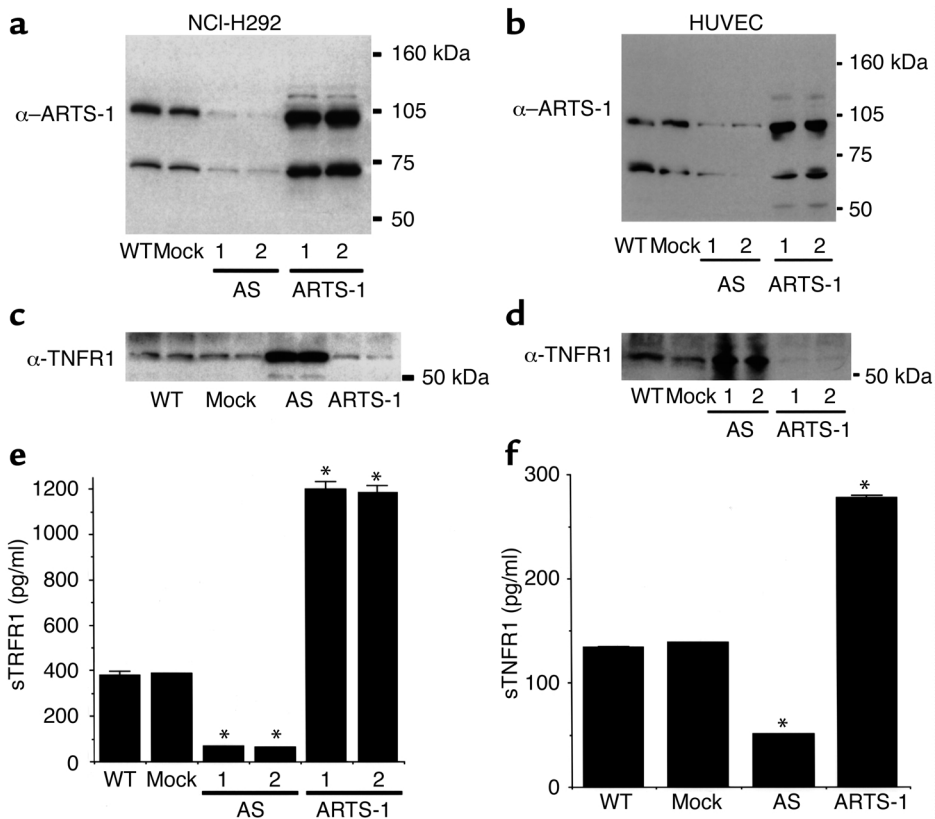 a
NCI-H292
160 kDa
α–ARTS-1
105
75
50
WT Mock 1 2 1 2
AS ARTS-1
b
HUVEC
160 kDa
α–ARTS-1
105
75
50
WT Mock 1 2 1 2
AS ARTS-1
c
α-TNFR1
50 kDa
WT Mock AS ARTS-1
d
α-TNFR1
50 kDa
WT Mock 1 2 1 2
AS ARTS-1
e
sTRFR1 (pg/ml)
1200
1000
800
600
400
200
0
* * * *
WT Mock 1 2 1 2
AS ARTS-1
f
sTNFR1 (pg/ml)
300
200
100
0
* *
WT Mock AS ARTS-1